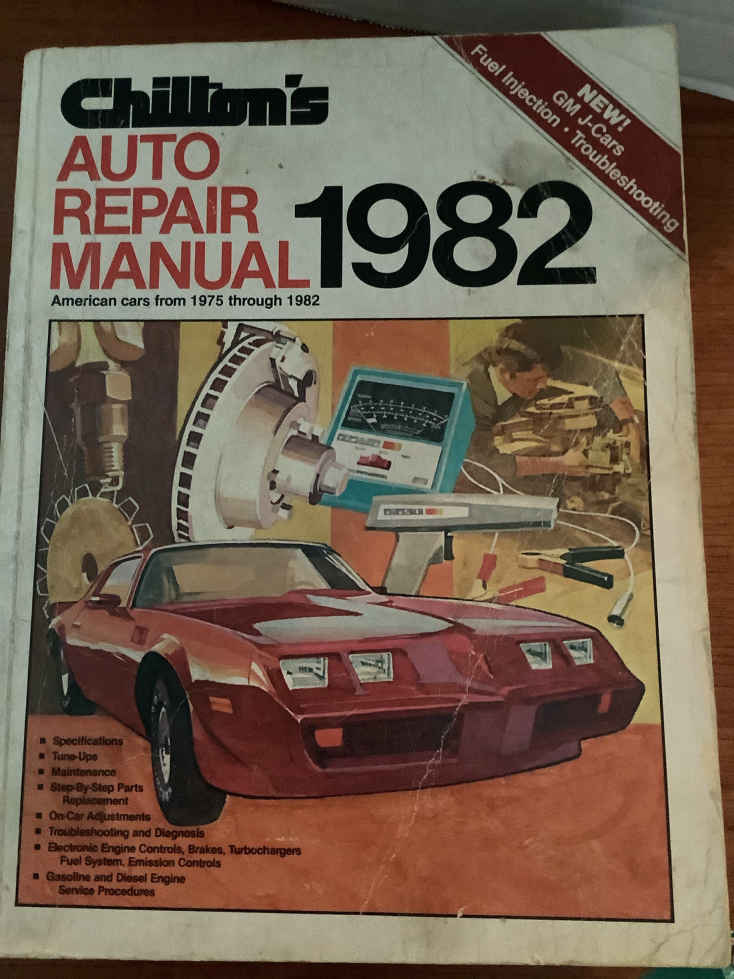 Chilton's
AUTO
REPAIR
MANUAL 1982
American cars from 1975 through 1982
NEW!
GM J-Cars
Fuel Injection • Troubleshooting
■ Specifications
■ Tune-Ups
■ Maintenance
■ Step-By-Step Parts
Replacement
■ On-Car Adjustments
■ Troubleshooting and Diagnosis
■ Electronic Engine Controls, Brakes, Turbochargers
Fuel System, Emission Controls
■ Gasoline and Diesel Engine
Service Procedures